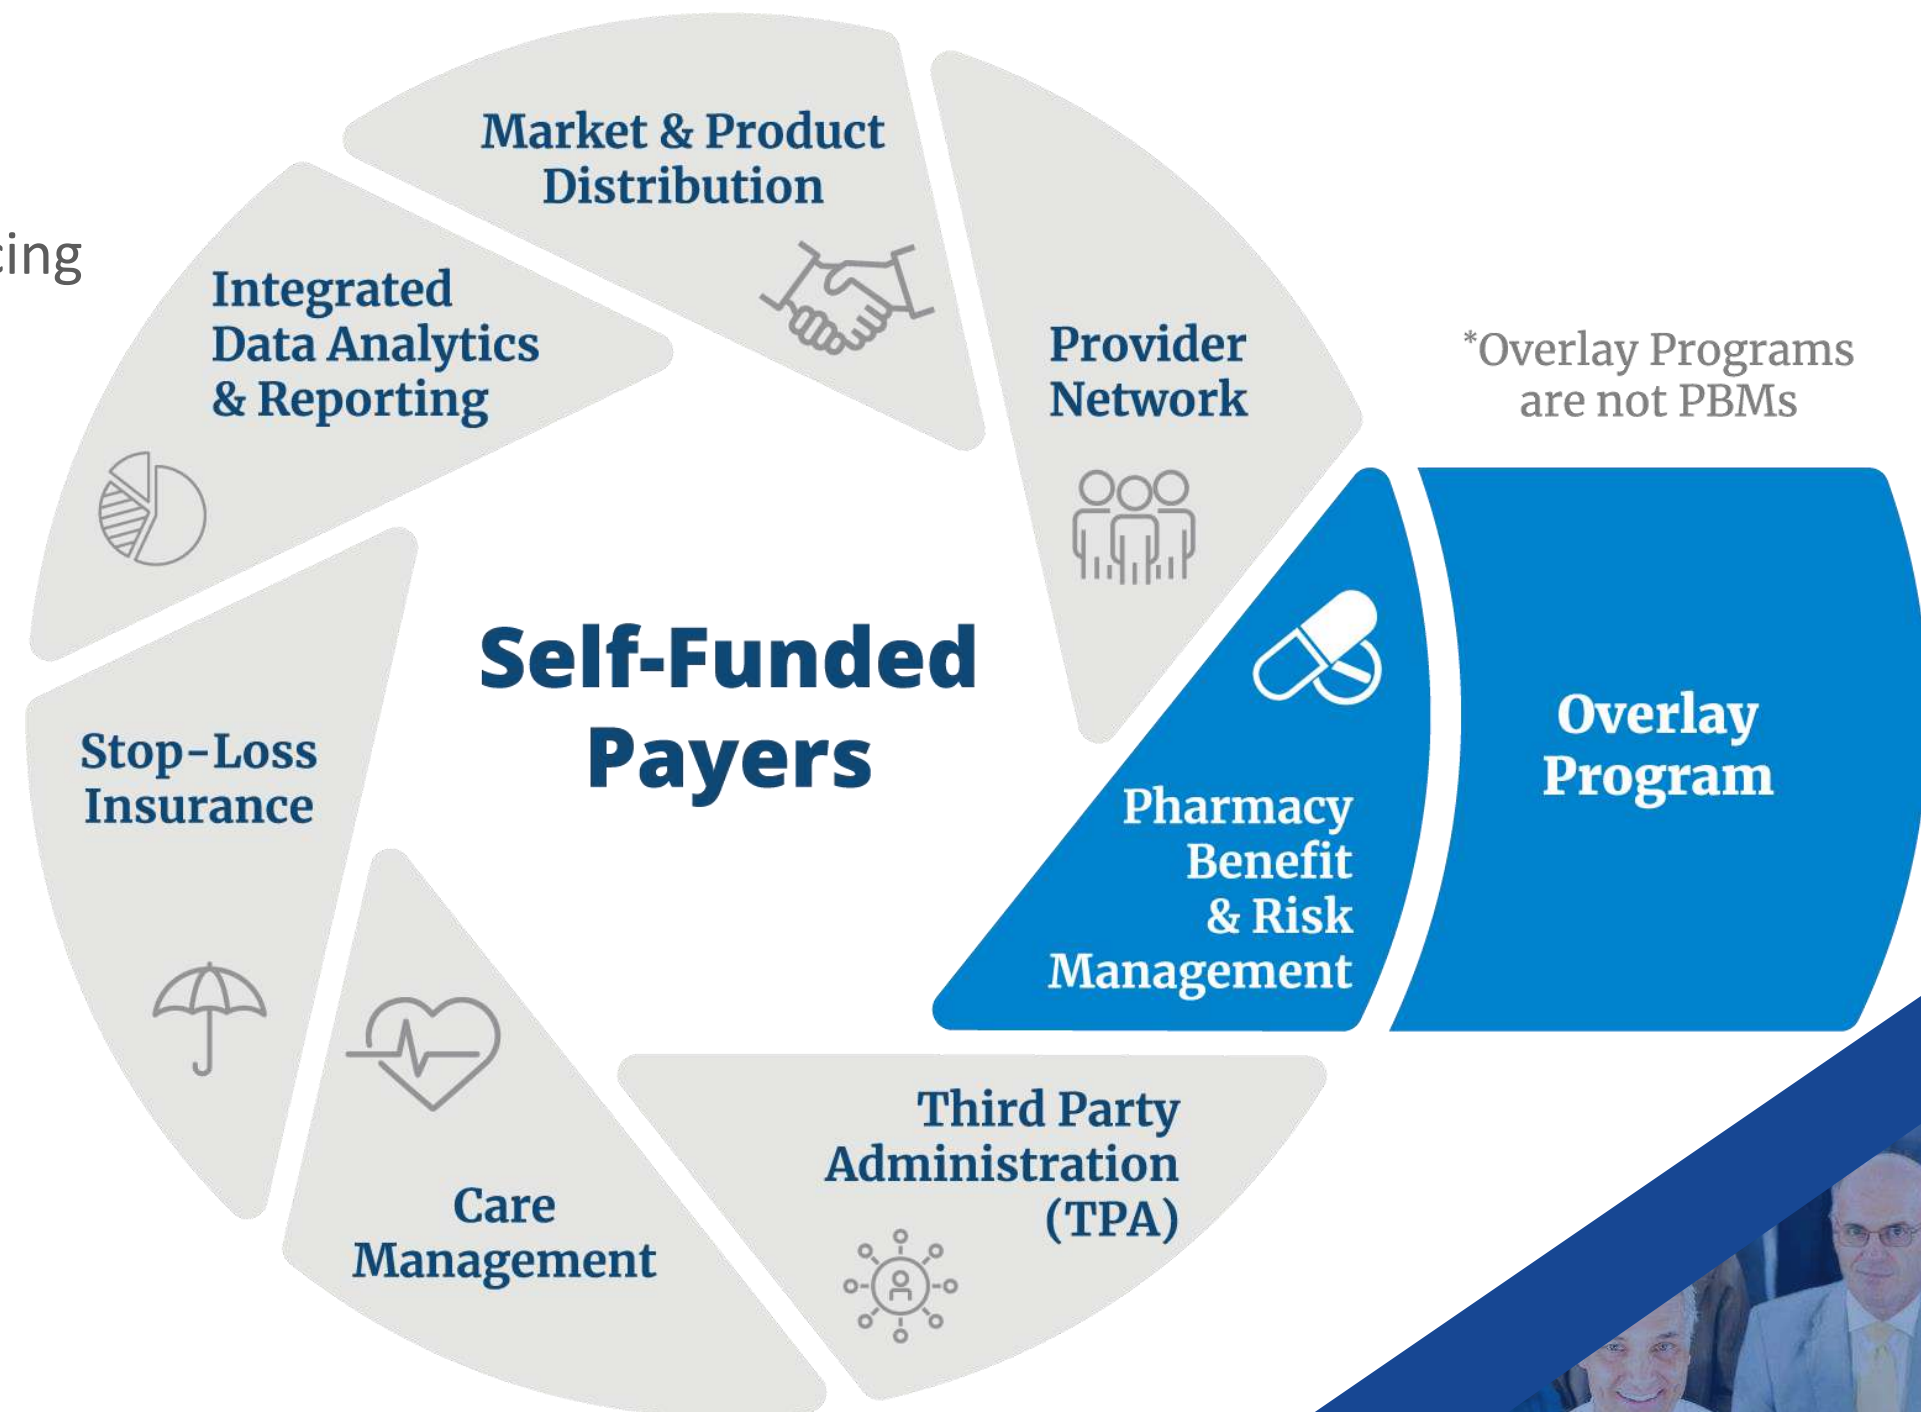 Market & Product
Distribution
Integrated
Data Analytics
& Reporting
Provider
Network
*Overlay Programs
are not PBMs
Self-Funded
Payers
Stop-Loss
Insurance
Pharmacy
Benefit
& Risk
Management
Overlay
Program
Care
Management
Third Party
Administration
(TPA)